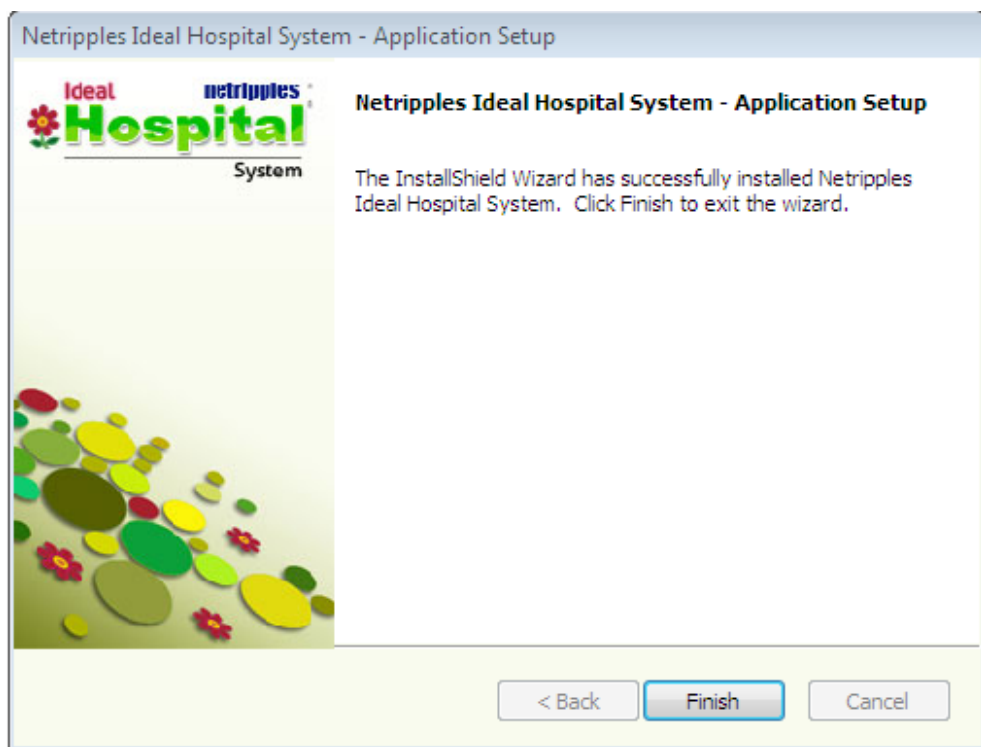 Netripples Ideal Hospital System - Application Setup
Ideal netripples
Hospital
System
Netripples Ideal Hospital System - Application Setup
The InstallShield Wizard has successfully installed Netripples
Ideal Hospital System. Click Finish to exit the wizard.
< Back Finish Cancel